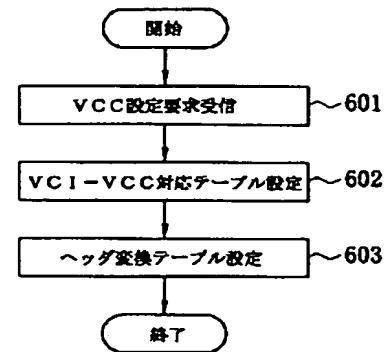 開始
VCC設定要求受信 601
VCI-VCC対応テーブル設定 602
ヘッダ変換テーブル設定 603
終了